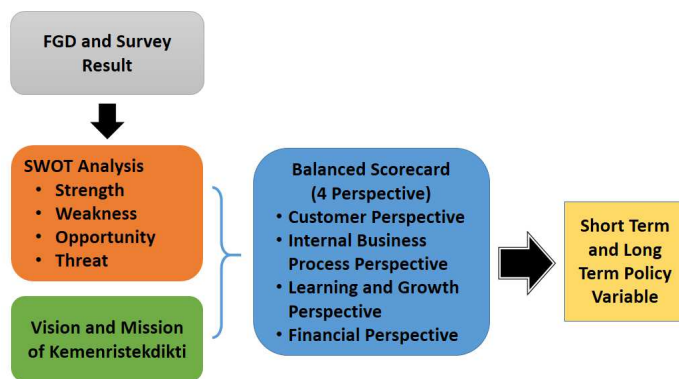 FGD and Survey
Result
SWOT Analysis
• Strength
• Weakness
• Opportunity
• Threat
Vision and Mission
of Kemenristekdikti
Balanced Scorecard
(4 Perspective)
• Customer Perspective
• Internal Business
Process Perspective
• Learning and Growth
Perspective
• Financial Perspective
Short Term
and Long
Term Policy
Variable